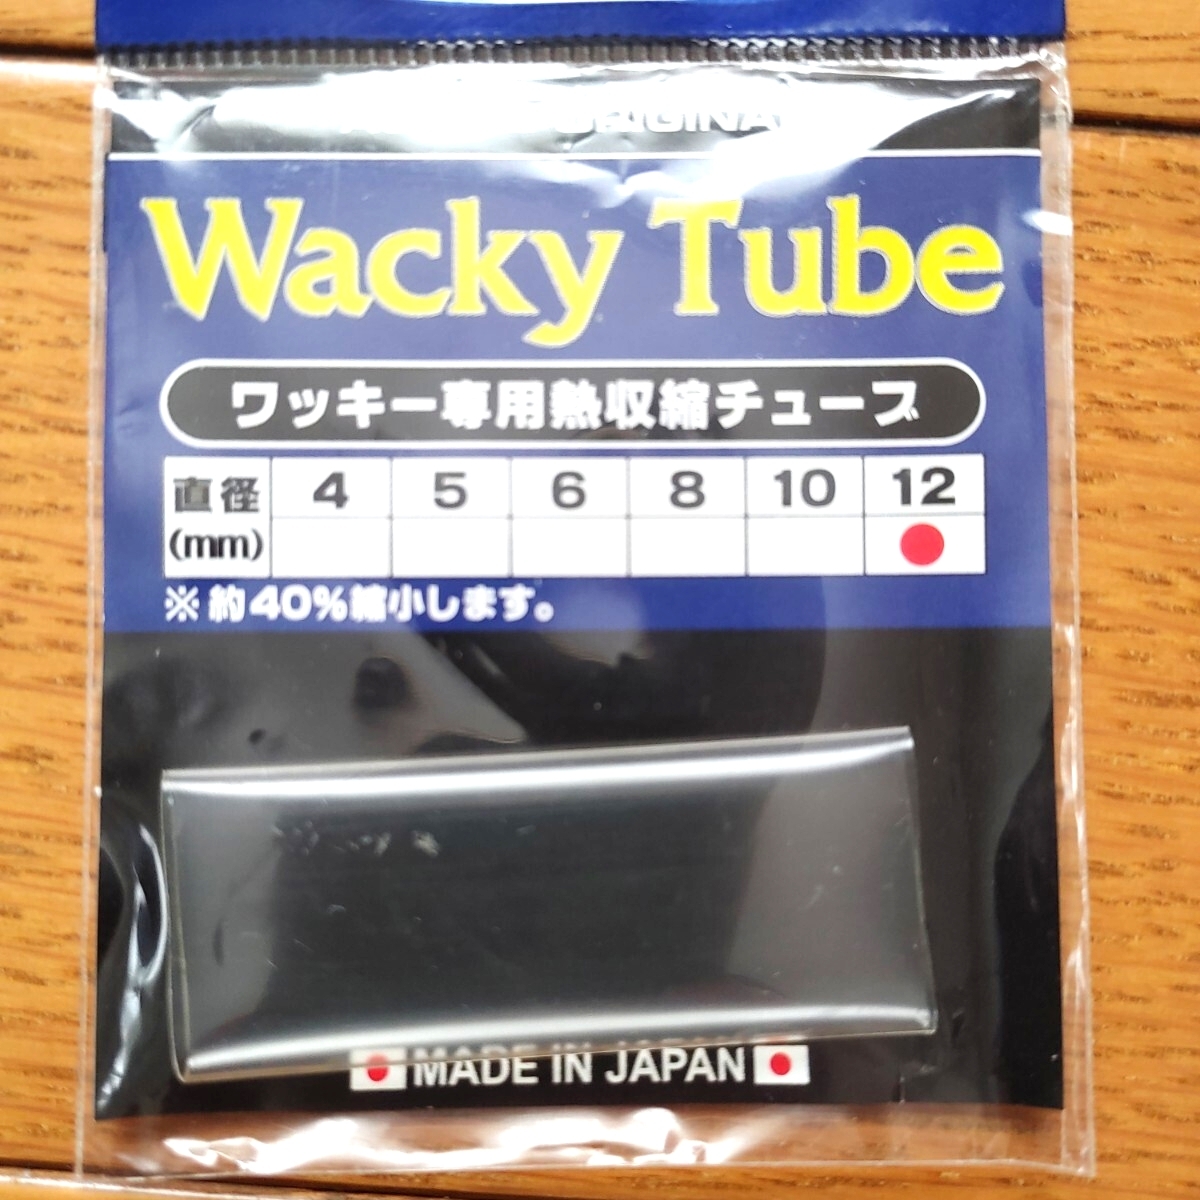 Wacky Tube
ワッキー専用熱収縮チューブ
直径 4 5 6 8 10 12
(mm)
※約40%縮小します。
MADE IN JAPAN